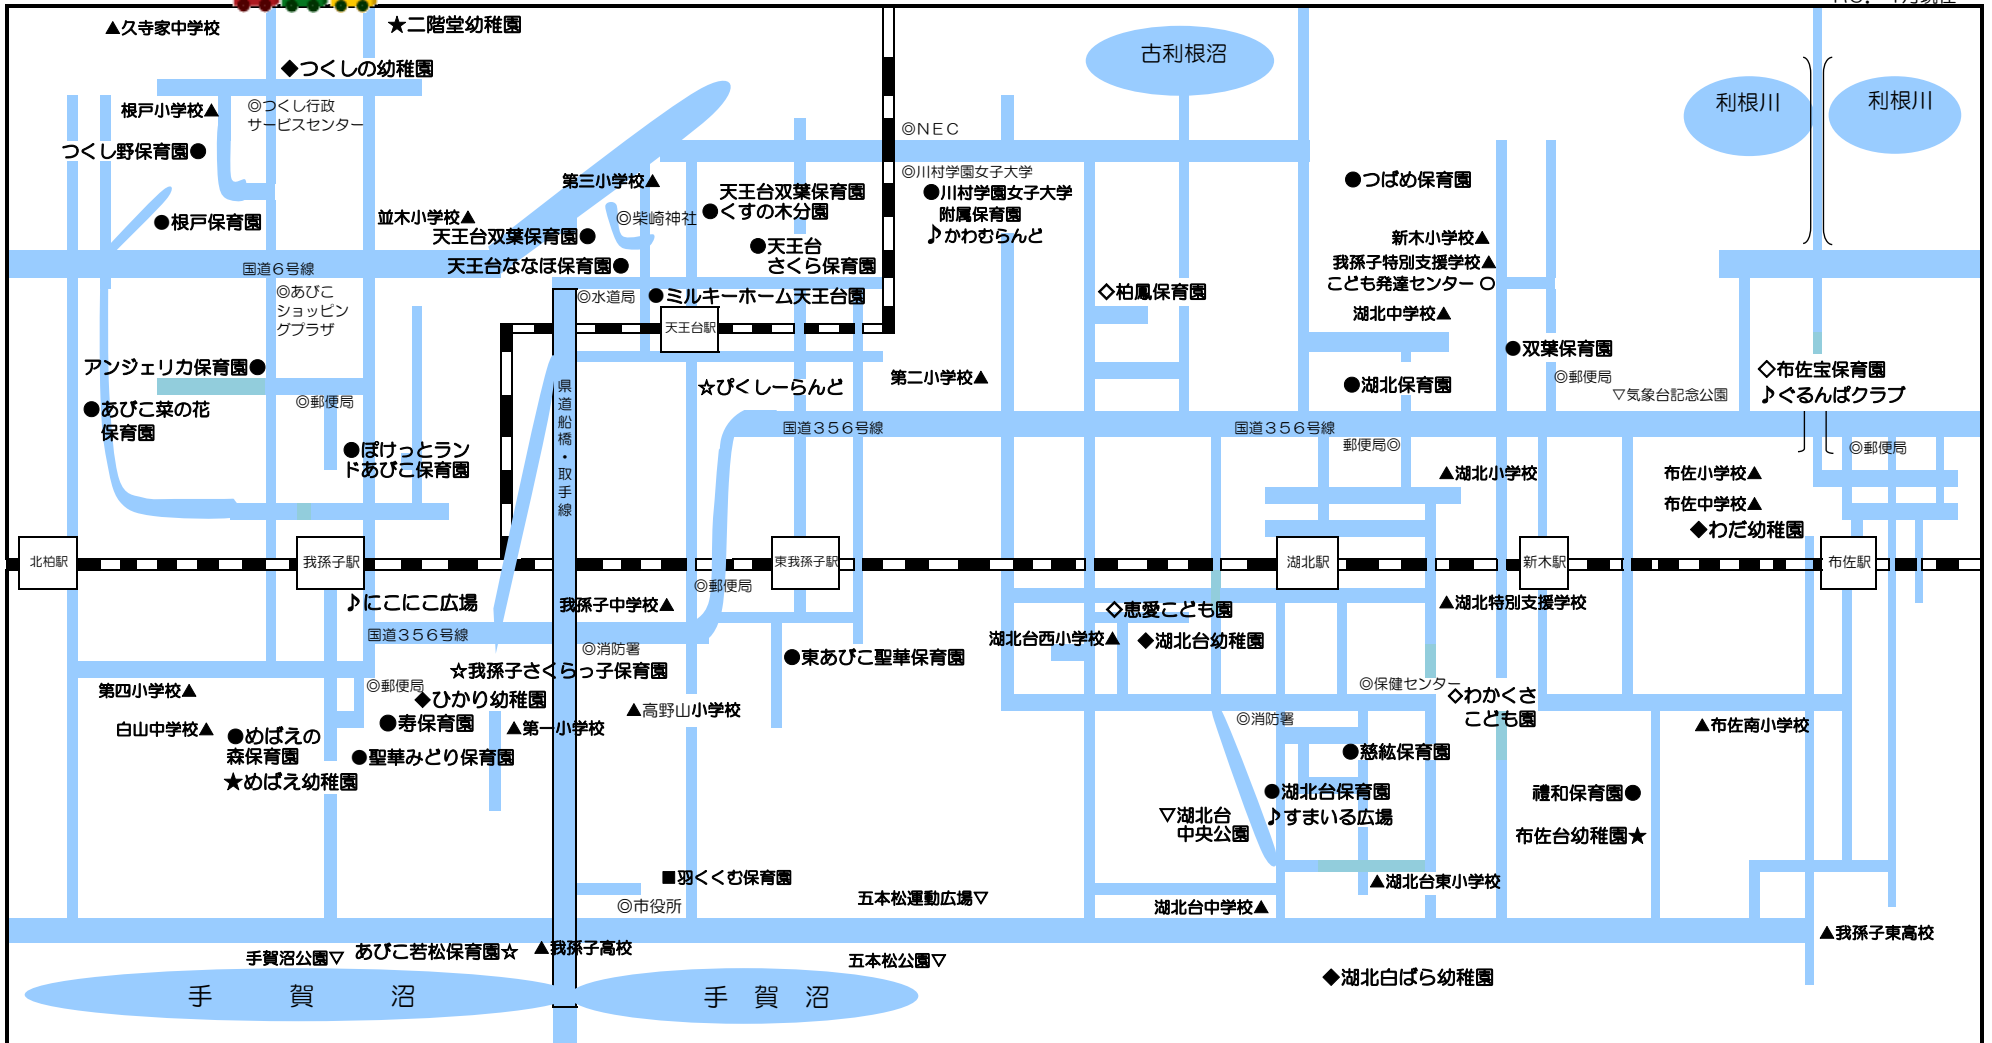 ▲久寺家中学校
★二階堂幼稚園
◆つくしの幼稚園
古利根沼
利根川
利根川
根戸小学校▲
◎つくし行政
サービスセンター
つくし野保育園●
◎NEC
◎川村学園女子大学
●川村学園女子大学
附属保育園
♪かわむらんど
第三小学校▲
天王台双葉保育園
●くすの木分園
◎柴崎神社
●つばめ保育園
●根戸保育園
並木小学校▲
天王台双葉保育園●
●天王台
さくら保育園
新木小学校▲
我孫子特別支援学校▲
こども発達センター○
国道6号線
天王台ななほ保育園●
◎水道局
●ミルキーホーム天王台園
◇柏鳳保育園
◎あびこ
ショッピン
グプラザ
湖北中学校▲
天王台駅
●双葉保育園
アンジェリカ保育園●
☆ぴくしーらんど
第二小学校▲
●湖北保育園
◎郵便局
▽気象台記念公園
◇布佐宝保育園
♪ぐるんぱクラブ
◎郵便局
●あびこ菜の花
保育園
県道船橋・取手線
国道356号線
国道356号線
郵便局◎
◎郵便局
●ぽけっとラン
ドあびこ保育園
▲湖北小学校
布佐小学校▲
布佐中学校▲
◆わだ幼稚園
北柏駅
我孫子駅
東我孫子駅
湖北駅
新木駅
布佐駅
◎郵便局
♪にこにこ広場
我孫子中学校▲
◇恵愛こども園
▲湖北特別支援学校
国道356号線
湖北台西小学校▲
◆湖北台幼稚園
◎消防署
☆我孫子さくらっ子保育園
●東あびこ聖華保育園
第四小学校▲
◎郵便局
◆ひかり幼稚園
◎保健センター
◇わかくさ
こども園
白山中学校▲
●寿保育園
▲第一小学校
▲高野山小学校
◎消防署
▲布佐南小学校
●めばえの
森保育園
★めばえ幼稚園
●聖華みどり保育園
●慈紘保育園
●湖北台保育園
♪すまいる広場
禮和保育園●
▽湖北台
中央公園
布佐台幼稚園★
■羽くくむ保育園
▲湖北台東小学校
◎市役所
五本松運動広場▽
湖北台中学校▲
▲我孫子東高校
手賀沼公園▽
あびこ若松保育園☆
▲我孫子高校
五本松公園▽
◆湖北白ばら幼稚園
手賀沼
手賀沼